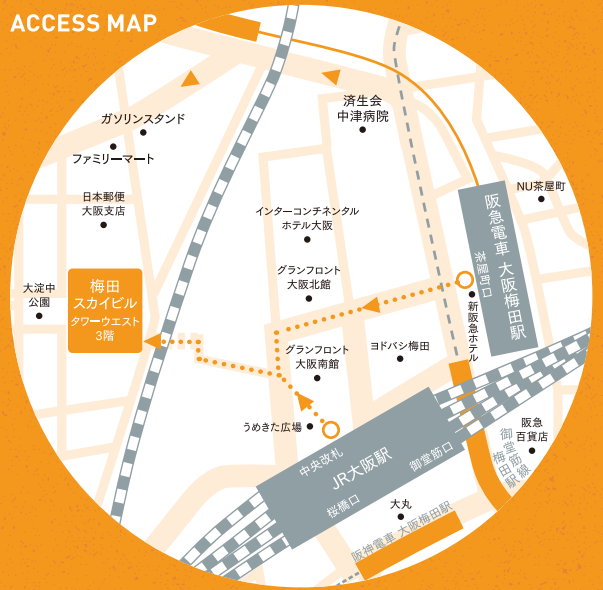 ACCESS MAP
済生会
中津病院
ガソリンスタンド
ファミリーマート
NU茶屋町
日本郵便
大阪支店
阪急電車 大阪梅田駅
茶屋町口
インターコンチネンタル
ホテル大阪
グランフロント
大阪北館
大淀中
公園
梅田
スカイビル
タワーウエスト
3階
新阪急ホテル
グランフロント
大阪南館
ヨドバシ梅田
うめきた広場
阪急
百貨店
御堂筋線
梅田駅
中央改札
JR大阪駅
御堂筋口
桜橋口
大丸
阪神電車 大阪梅田駅